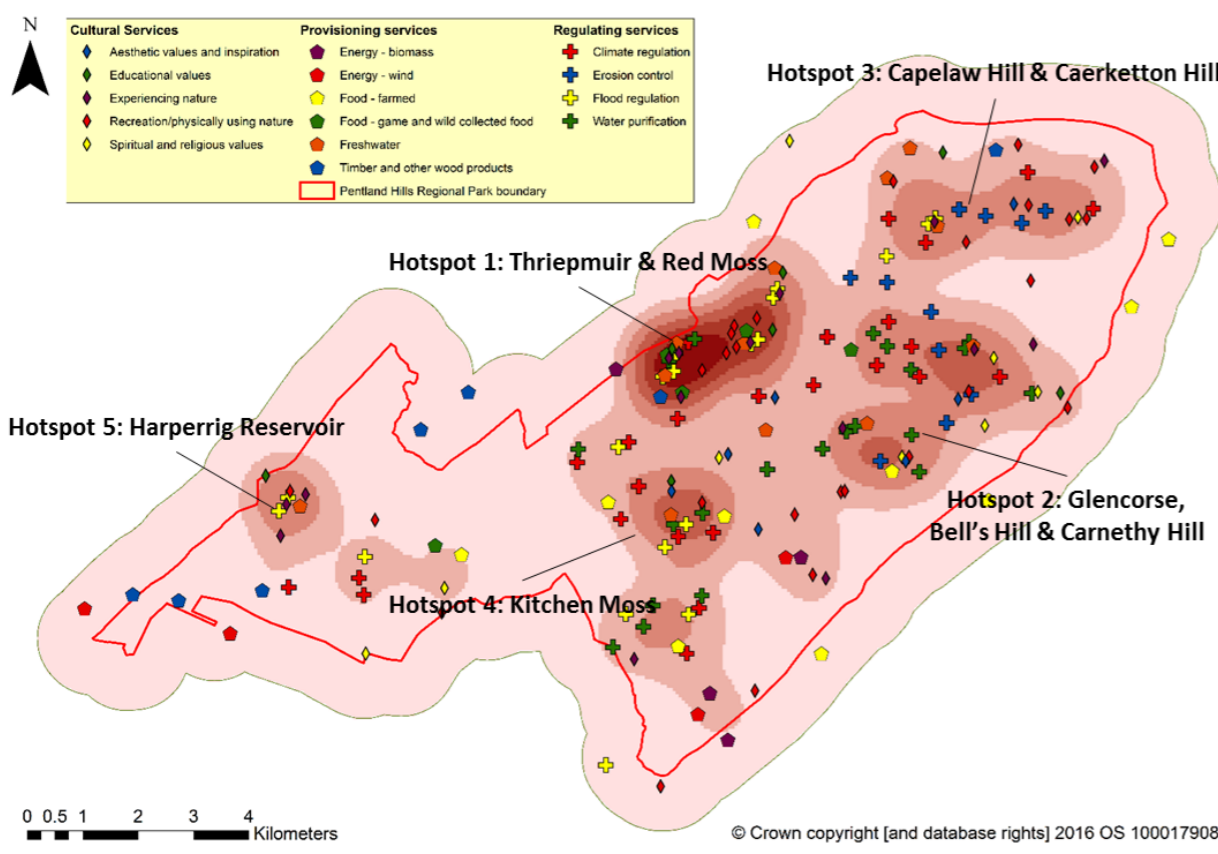 N
Cultural Services
Aesthetic values and inspiration
Educational values
Experiencing nature
Recreation/physically using nature
Spiritual and religious values
Provisioning services
Energy - biomass
Energy - wind
Food - farmed
Food - game and wild collected food
Freshwater
Timber and other wood products
Pentland Hills Regional Park boundary
Regulating services
Climate regulation
Erosion control
Flood regulation
Water purification
Hotspot 3: Capelaw Hill & Caerketton Hill
Hotspot 1: Thriepmuir & Red Moss
Hotspot 5: Harperrig Reservoir
Hotspot 2: Glencorse,
Bell's Hill & Carnethy Hill
Hotspot 4: Kitchen Moss
0 0.5 1 2 3 4
Kilometers
© Crown copyright [and database rights] 2016 OS 100017908